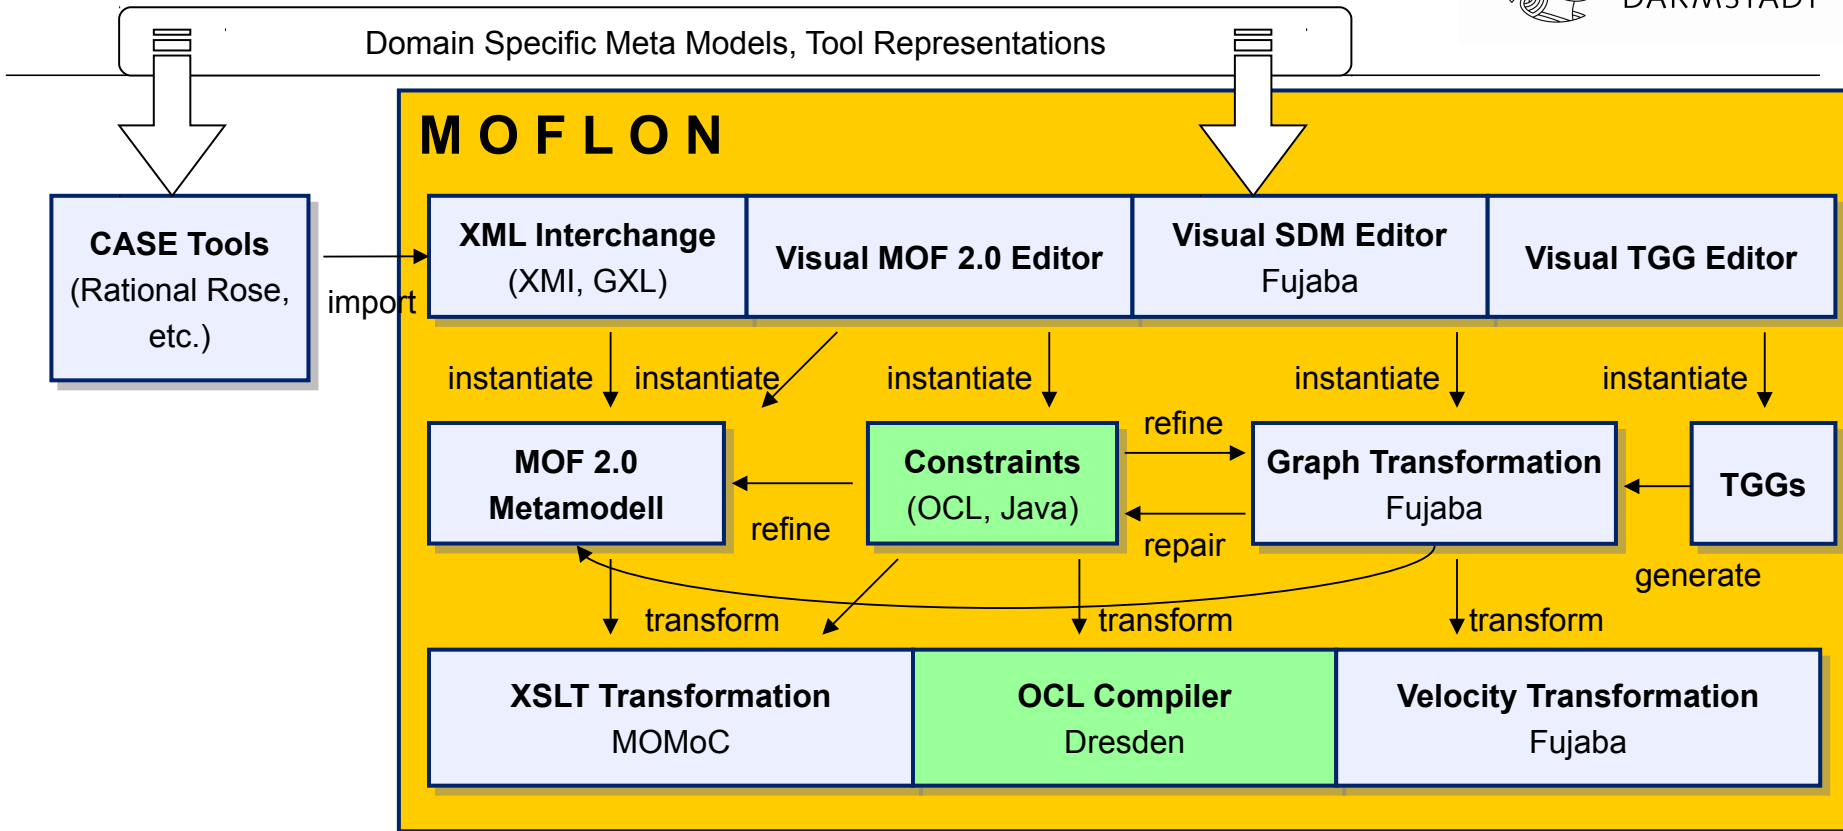 DARMSTADT
Domain Specific Meta Models, Tool Representations
MOFLON
CASE Tools
(Rational Rose,
etc.)
import
XML Interchange
(XMI, GXL)
Visual MOF 2.0 Editor
Visual SDM Editor
Fujaba
Visual TGG Editor
instantiate
instantiate
instantiate
instantiate
instantiate
MOF 2.0
Metamodell
refine
Constraints
(OCL, Java)
refine
repair
Graph Transformation
Fujaba
TGGs
generate
transform
transform
transform
XSLT Transformation
MOMoC
OCL Compiler
Dresden
Velocity Transformation
Fujaba